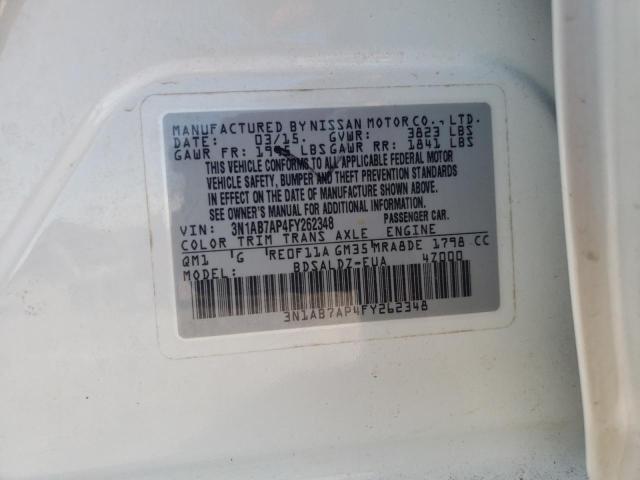 MANUFACTURED BY NISSAN MOTOR CO., LTD.
DATE: 03/15. GVWR: 3823 LBS
GAWR FR: LBS GAWR RR: 1841 LBS
THIS VEHICLE CONFORMS TO ALL APPLICABLE FEDERAL MOTOR
VEHICLE SAFETY, BUMPER AND THEFT PREVENTION STANDARDS
IN EFFECT ON THE DATE OF MANUFACTURE SHOWN ABOVE.
SEE OWNER'S MANUAL FOR ADDITIONAL INFORMATION.
VIN: 3N1AB7AP4FY262348 PASSENGER CAR.
COLOR TRIM TRANS AXLE ENGINE
QM1 'G 'RE0F11A GM35 MRA8DE 1798 CC
MODEL: BDSALDZ-EUA 47000
3N1AB7AP4FY262348